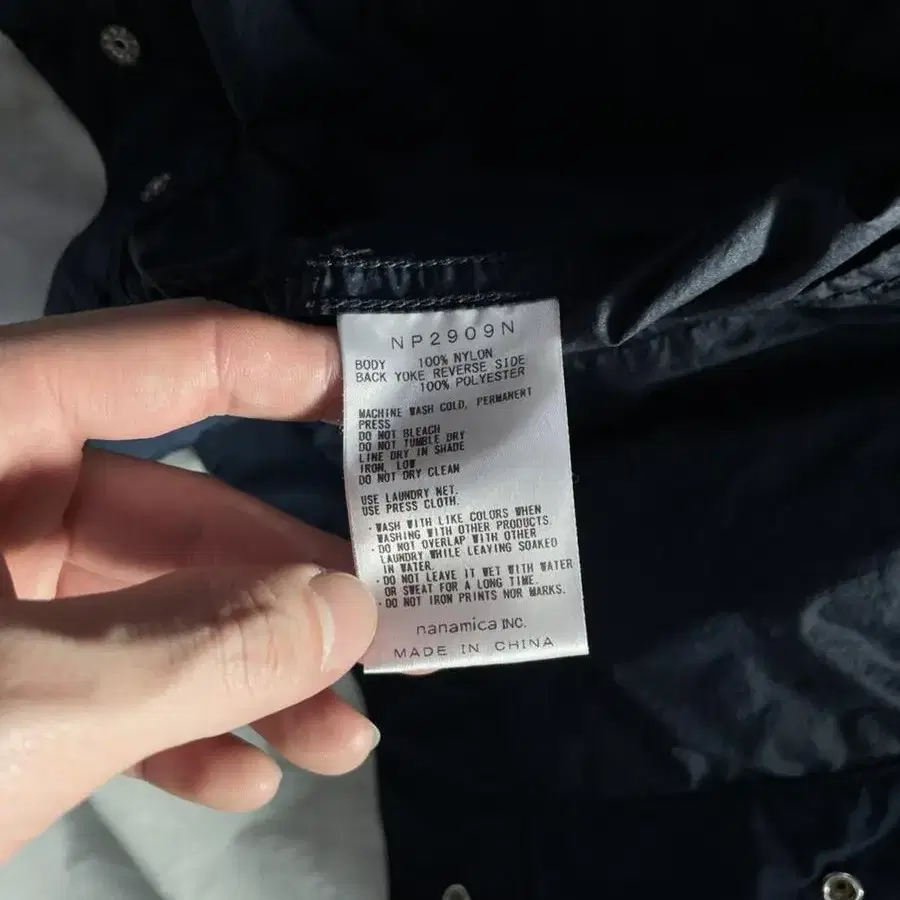 NP2909N
BODY 100% NYLON
BACK YOKE REVERSE SIDE
100% POLYESTER
MACHINE WASH COLD, PERMANENT
PRESS
DO NOT BLEACH
DO NOT TUMBLE DRY
LINE DRY IN SHADE
IRON, LOW
DO NOT DRY CLEAN
USE LAUNDRY NET.
USE PRESS CLOTH.
・WASH WITH LIKE COLORS WHEN
WASHING WITH OTHER PRODUCTS.
・DO NOT OVERLAP WITH OTHER
LAUNDRY WHILE LEAVING SOAKED
IN WATER.
・DO NOT LEAVE IT WET WITH WATER
OR SWEAT FOR A LONG TIME.
・DO NOT IRON PRINTS NOR MARKS.
nanamica INC.
MADE IN CHINA